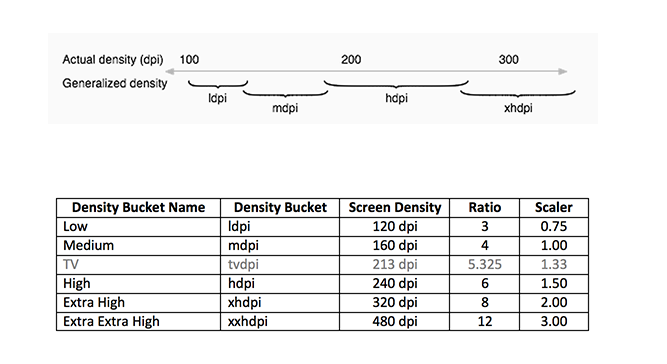 Actual density (dpi) 100 200 300
Generalized density
ldpi mdpi hdpi xhdpi
Density Bucket Name Density Bucket Screen Density Ratio Scaler
Low ldpi 120 dpi 3 0.75
Medium mdpi 160 dpi 4 1.00
TV tvdpi 213 dpi 5.325 1.33
High hdpi 240 dpi 6 1.50
Extra High xhdpi 320 dpi 8 2.00
Extra Extra High xxhdpi 480 dpi 12 3.00